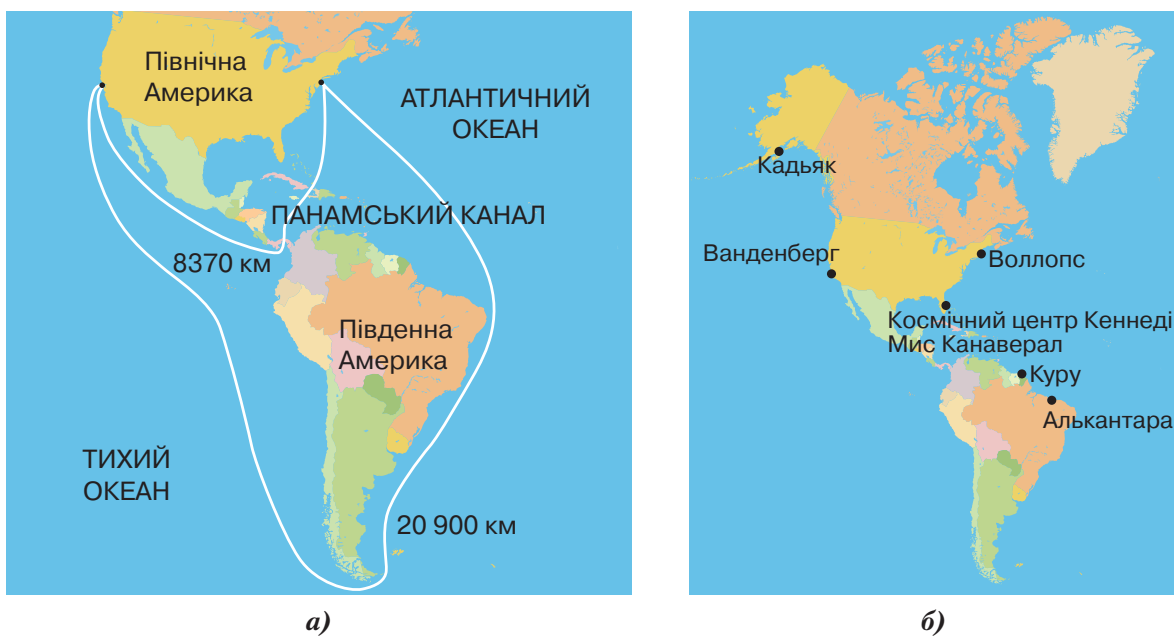 Північна
Америка
АТЛАНТИЧНИЙ
ОКЕАН
ПАНАМСЬКИЙ КАНАЛ
8370 км
Південна
Америка
ТИХИЙ
ОКЕАН
20 900 км
а)
Кадьяк
Ванденберг
Воллопс
Космічний центр Кеннеді
Мис Канаверал
Куру
Алькантара
б)